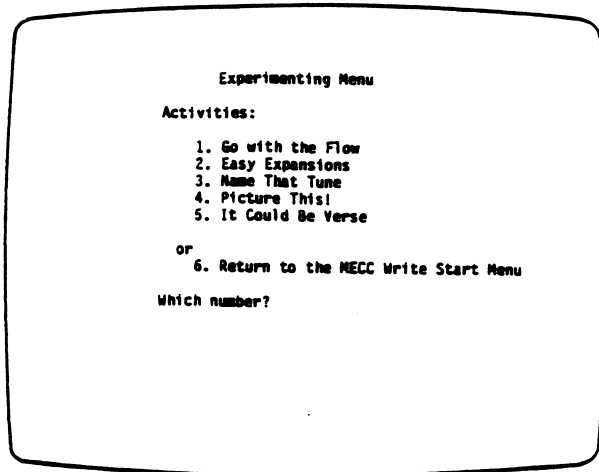 Experimenting Menu
Activities:
1. Go with the Flow
2. Easy Expansions
3. Name That Tune
4. Picture This!
5. It Could Be Verse
or
6. Return to the MECC Write Start Menu
Which number?